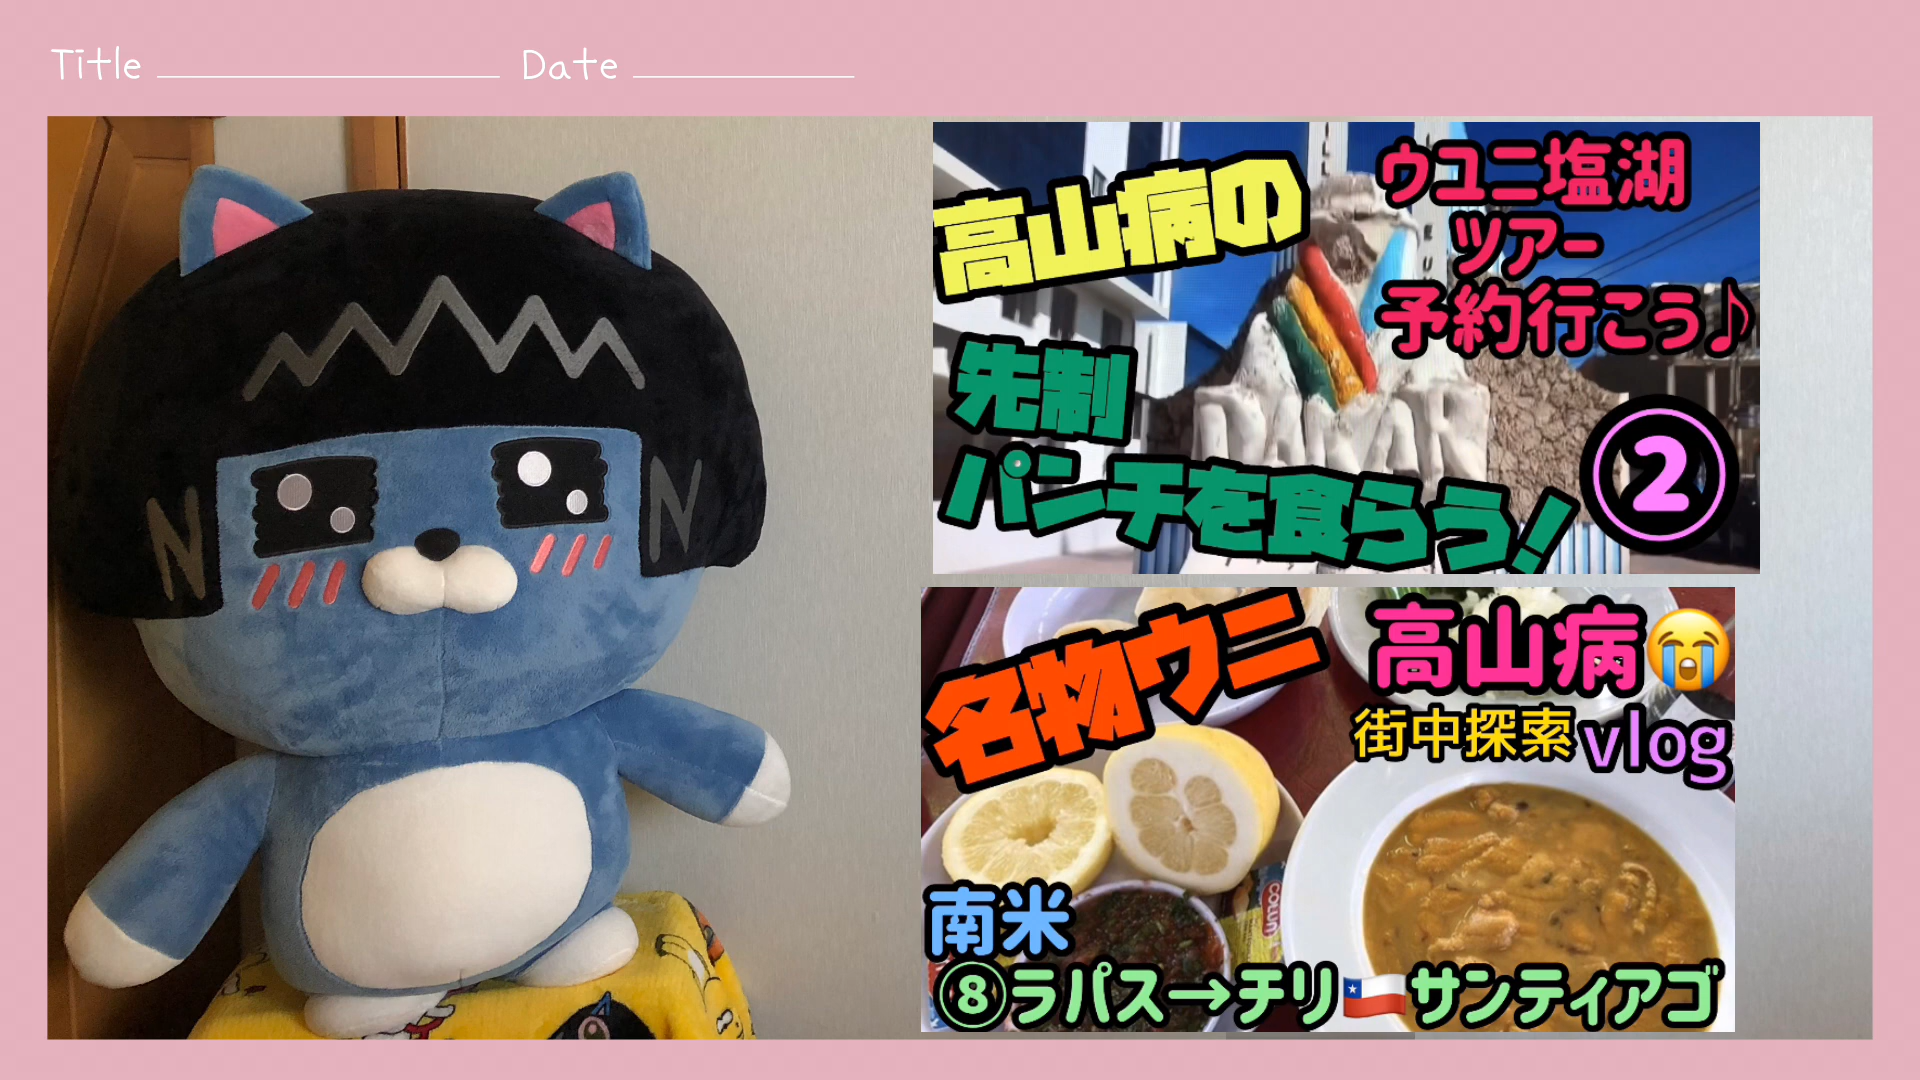 Title Date
N N
高山病の
ウユニ塩湖
ツアー
予約行こう♪
先制
パンチを食らう!
②
DAKAR
名物ウニ
高山病😭
街中探索vlog
南米
⑧ラパス→チリ🇨🇱サンティアゴ